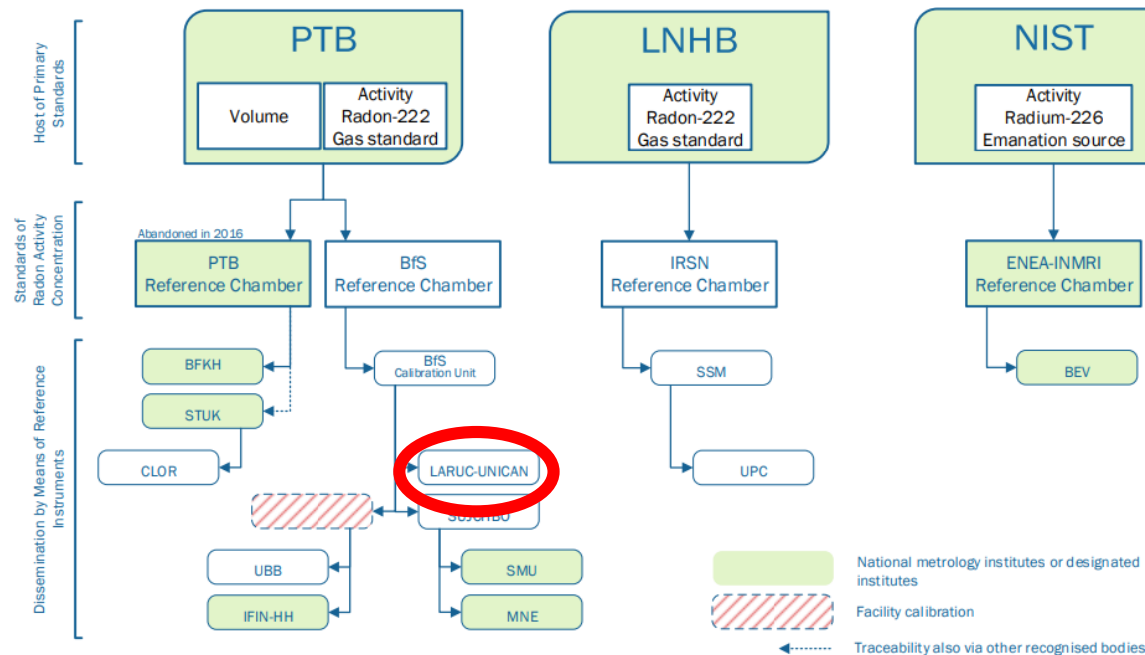 Host of Primary
Standards
PTB
Volume
Activity
Radon-222
Gas standard
LNHB
Activity
Radon-222
Gas standard
NIST
Activity
Radium-226
Emanation source
Standards of
Radon Activity
Concentration
Abandoned in 2016
PTB
Reference Chamber
BfS
Reference Chamber
IRSN
Reference Chamber
ENEA-INMRI
Reference Chamber
Dissemination by Means of Reference
Instruments
BFKH
BfS
Calibration Unit
SSM
BEV
STUK
CLOR
LARUC-UNICAN
UPC
UBB
SMU
IFIN-HH
MNE
National metrology institutes or designated
institutes
Facility calibration
Traceability also via other recognised bodies